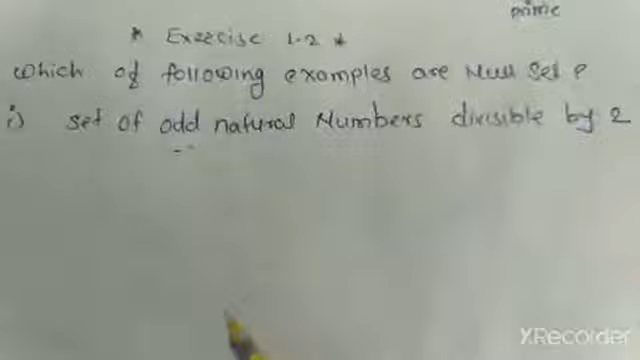 prime
* Exercise 1.2 *
which of following examples are Null Set ?
i) set of odd natural Numbers divisible by 2
XRecorder